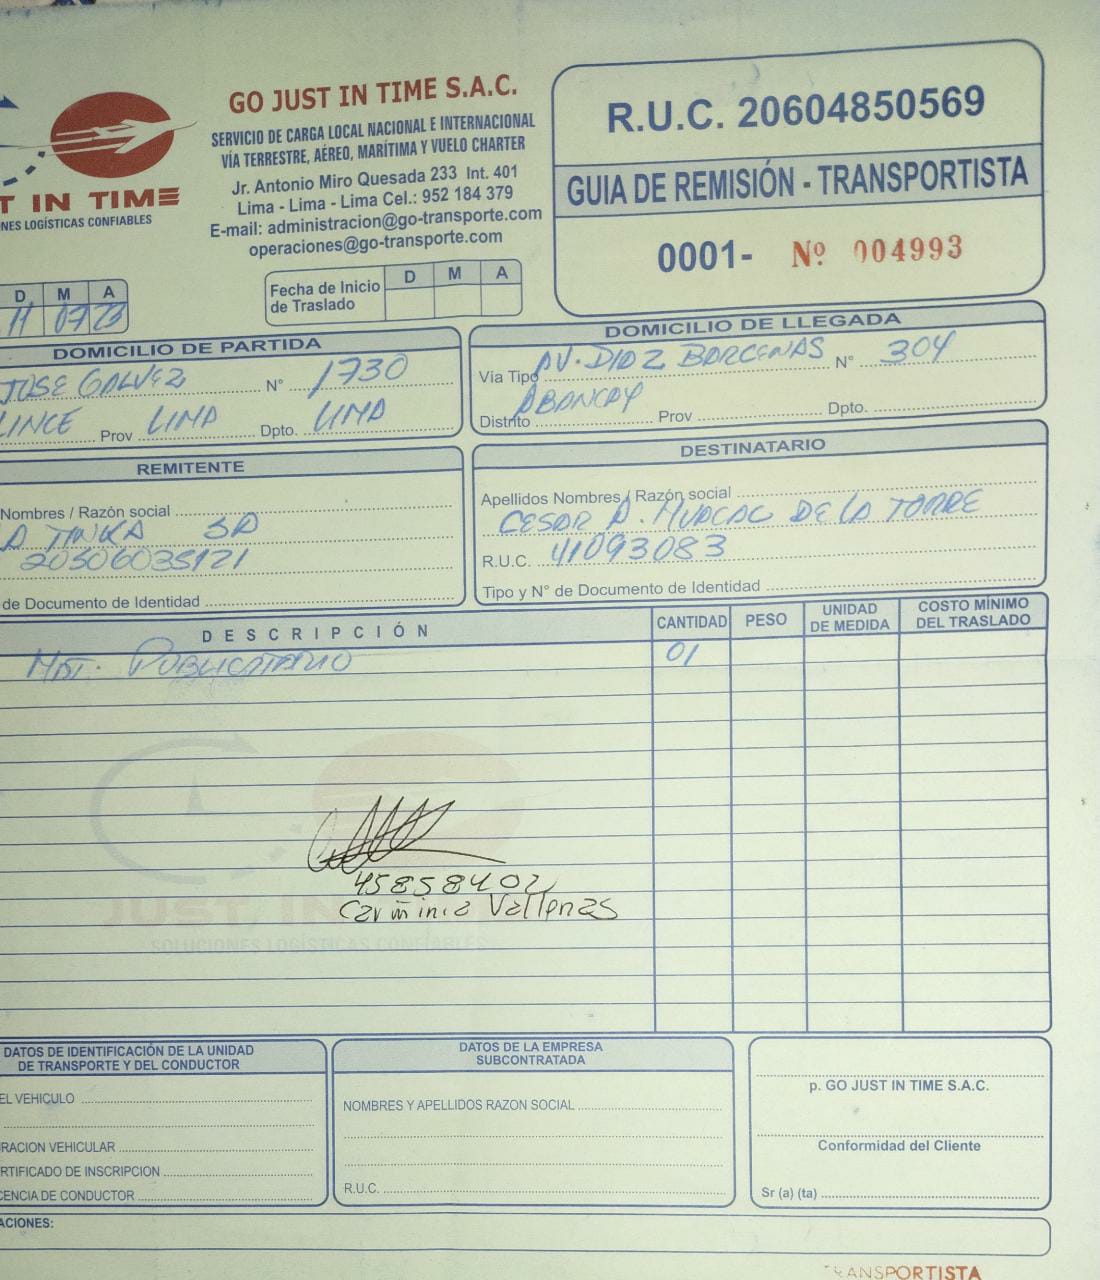 GO JUST IN TIME S.A.C.
SERVICIO DE CARGA LOCAL NACIONAL E INTERNACIONAL
VÍA TERRESTRE, AÉREO, MARÍTIMA Y VUELO CHARTER
Jr. Antonio Miro Quesada 233 Int. 401
Lima - Lima - Lima Cel.: 952 184 379
E-mail: administracion@go-transporte.com
operaciones@go-transporte.com
T IN TIME
NES LOGÍSTICAS CONFIABLES
R.U.C. 20604850569
GUIA DE REMISIÓN - TRANSPORTISTA
0001- Nº 004993
D M A
11 07 23
Fecha de Inicio de Traslado D M A
DOMICILIO DE PARTIDA
JOSE GALVEZ N° 1730
LINCE Prov LIMA Dpto. LIMA
DOMICILIO DE LLEGADA
Vía Tipo AV. DIAZ BARCENAS N° 304
Distrito ABANCAY Prov Dpto.
REMITENTE
Nombres / Razón social
LA TINKA SA
20506035121
de Documento de Identidad
DESTINATARIO
Apellidos Nombres / Razón social
CESAR A. HUACAC DE LA TORRE
R.U.C. 41093083
Tipo y N° de Documento de Identidad
DESCRIPCIÓN CANTIDAD PESO UNIDAD DE MEDIDA COSTO MÍNIMO DEL TRASLADO
MAT. PUBLICITARIO 01
45858402
Carminia Vallenas
JUST IN
SOLUCIONES LOGÍSTICAS CONFIABLES
DATOS DE IDENTIFICACIÓN DE LA UNIDAD
DE TRANSPORTE Y DEL CONDUCTOR
EL VEHICULO
RACION VEHICULAR
RTIFICADO DE INSCRIPCION
CENCIA DE CONDUCTOR
DATOS DE LA EMPRESA
SUBCONTRATADA
NOMBRES Y APELLIDOS RAZON SOCIAL
R.U.C.
p. GO JUST IN TIME S.A.C.
Conformidad del Cliente
Sr (a) (ta)
ACIONES:
TRANSPORTISTA